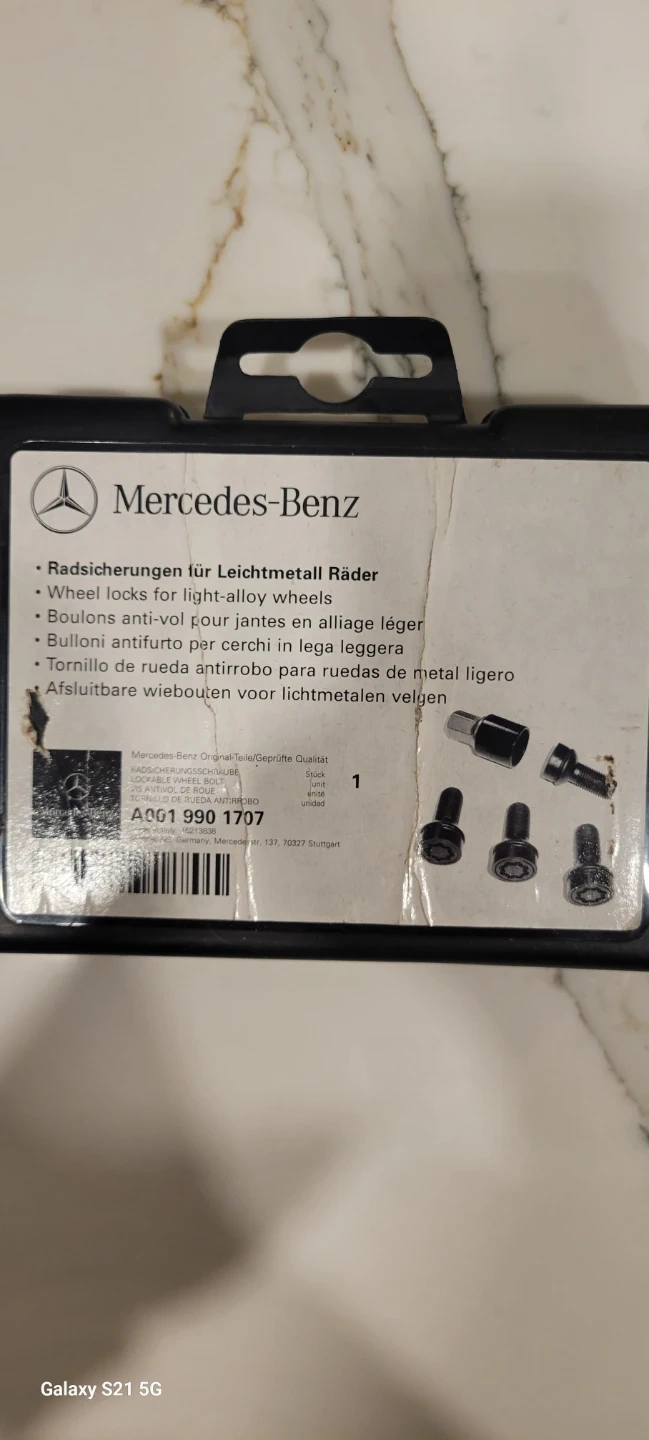 Mercedes-Benz
• Radsicherungen für Leichtmetall Räder
• Wheel locks for light-alloy wheels
• Boulons anti-vol pour jantes en alliage léger
• Bulloni antifurto per cerchi in lega leggera
• Tornillo de rueda antirrobo para ruedas de metal ligero
• Afsluitbare wiebouten voor lichtmetalen velgen
Mercedes-Benz Original-Teile/Geprüfte Qualität
RADSICHERUNGSSCHRAUBE
LOCKABLE WHEEL BOLT
VIS ANTIVOL DE ROUE
TORNILLO DE RUEDA ANTIRROBO
Stück
unit
unité
unidad
1
A001 990 1707
Germany, Mercedesstr. 137, 70327 Stuttgart
Galaxy S21 5G